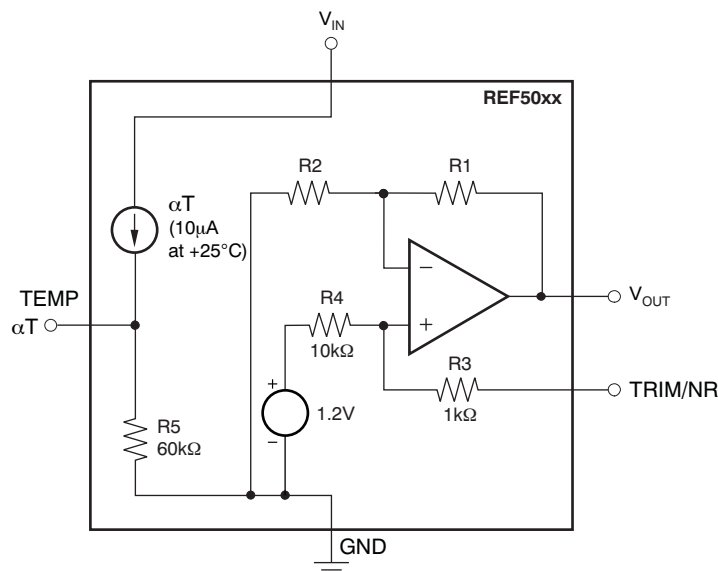 V_IN
REF50xx
R2
R1
αT
(10μA
at +25°C)
TEMP
αT
R4
10kΩ
−
+
V_OUT
R3
1kΩ
TRIM/NR
+
1.2V
−
R5
60kΩ
GND